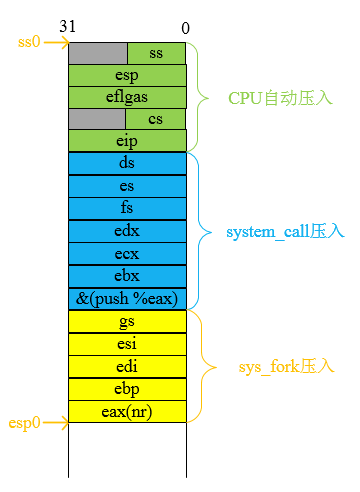 31 0
ss0
ss
esp
eflgas
cs
eip
CPU自动压入
ds
es
fs
edx
ecx
ebx
&(push %eax)
system_call压入
gs
esi
edi
ebp
eax(nr)
sys_fork压入
esp0